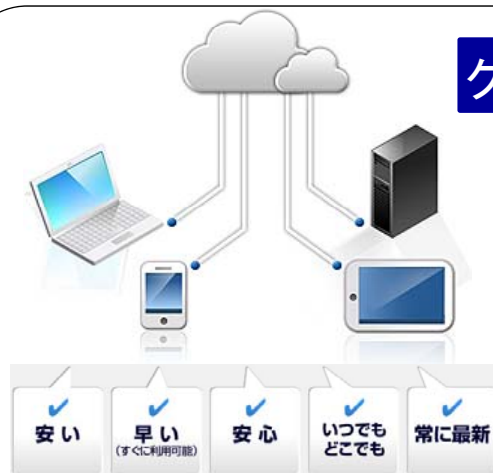 ク
安い
早い
(すぐに利用可能)
安心
いつでも
どこでも
常に最新